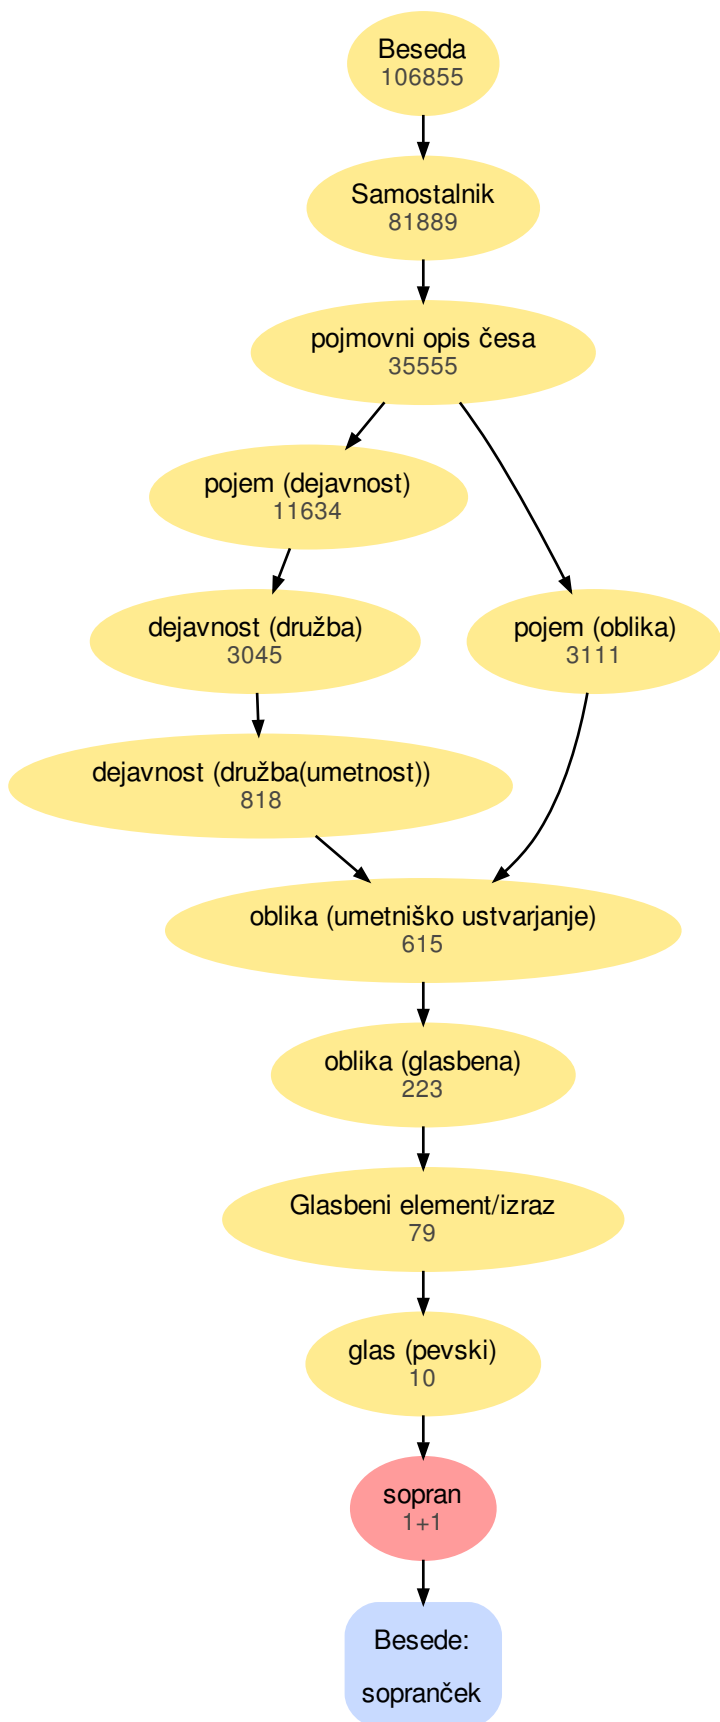 Beseda
106855
Samostalnik
81889
pojmovni opis česa
35555
pojem (dejavnost)
11634
dejavnost (družba)
3045
pojem (oblika)
3111
dejavnost (družba(umetnost))
818
oblika (umetniško ustvarjanje)
615
oblika (glasbena)
223
Glasbeni element/izraz
79
glas (pevski)
10
sopran
1+1
Besede:
sopranček